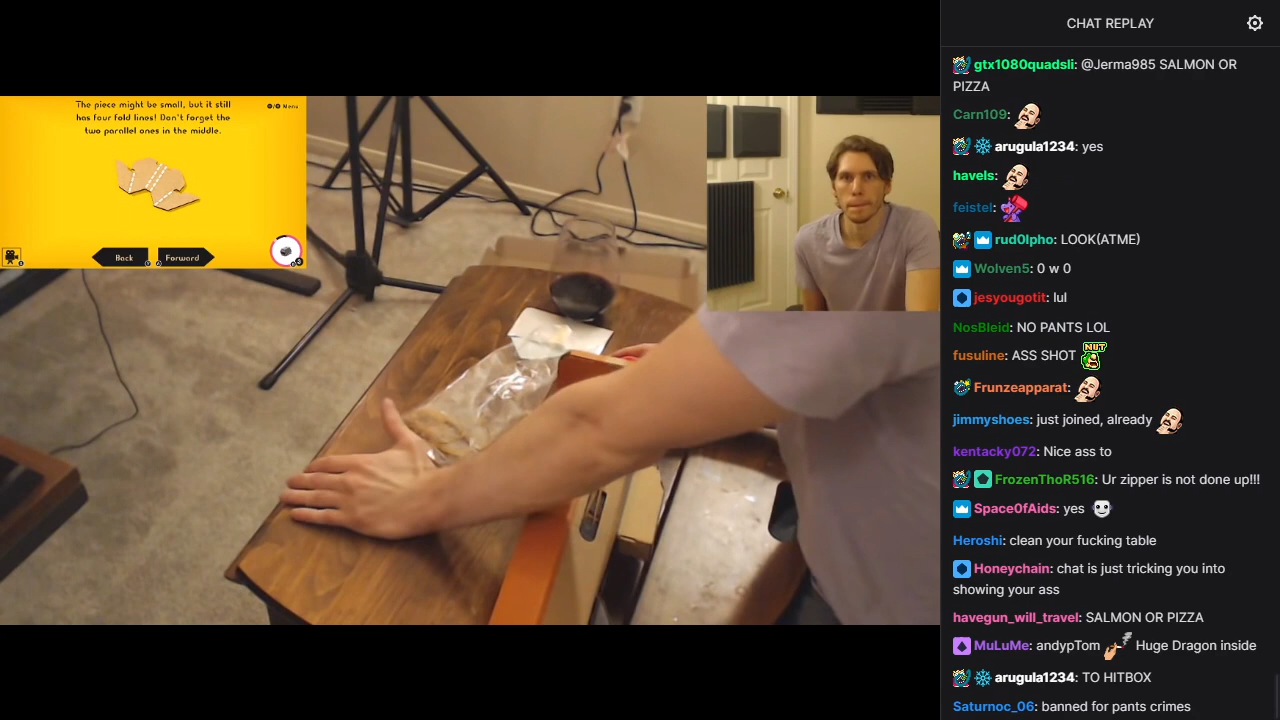 The piece might be small, but it still
has four fold lines! Don't forget the
two parallel ones in the middle.
Menu
Back
Forward
CHAT REPLAY
gtx1080quadsli: @Jerma985 SALMON OR
PIZZA
Carn109:
arugula1234: yes
havels:
feistel:
rud0lpho: LOOK(ATME)
Wolven5: 0 w 0
jesyougotit: lul
NosBleid: NO PANTS LOL
fusuline: ASS SHOT NUT
Frunzeapparat:
jimmyshoes: just joined, already
kentacky072: Nice ass to
FrozenThoR516: Ur zipper is not done up!!!
Space0fAids: yes
Heroshi: clean your fucking table
Honeychain: chat is just tricking you into
showing your ass
havegun_will_travel: SALMON OR PIZZA
MuLuMe: andypTom Huge Dragon inside
arugula1234: TO HITBOX
Saturnoc_06: banned for pants crimes